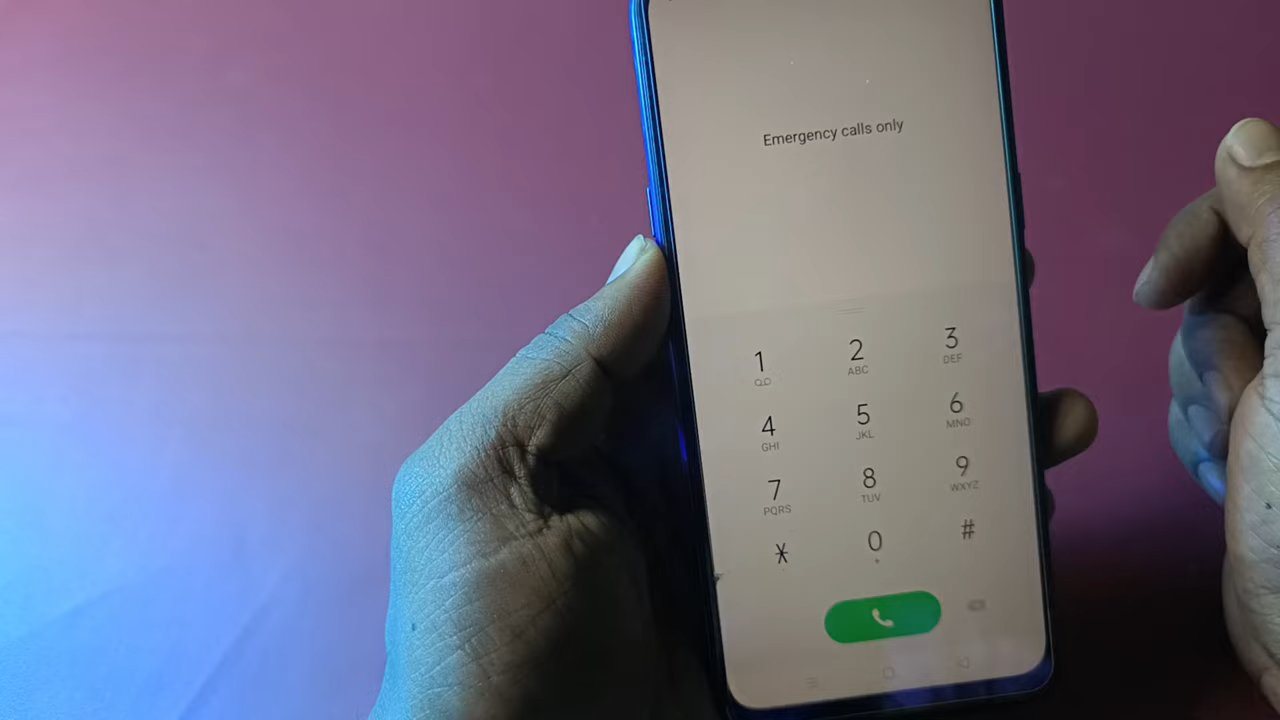 Emergency calls only
1 2 3
ABC DEF
4 5 6
GHI JKL MNO
7 8 9
PQRS TUV WXYZ
* 0 #
+